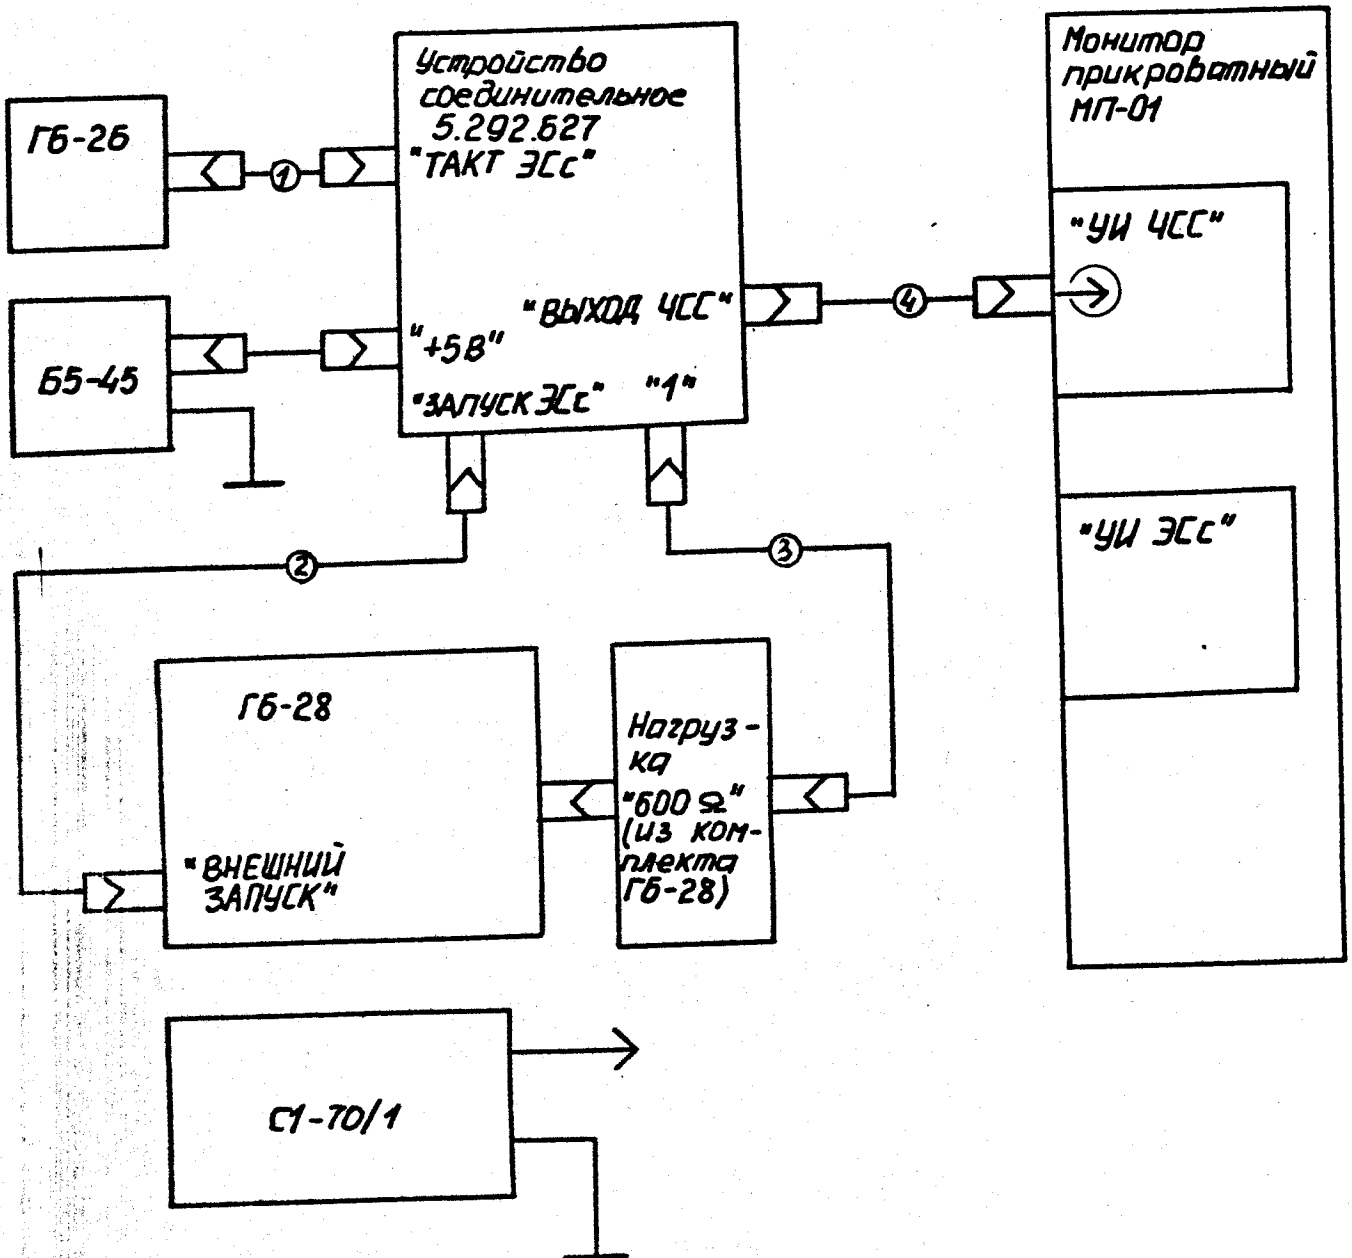 Устройство
соединительное
5.292.627
"ТАКТ ЭСс"
"ВЫХОД ЧСС"
"+5В"
"ЗАПУСК ЭСс" "1"
Монитор
прикроватный
МП-01
"УИ ЧСС"
"УИ ЭСс"
Г6-26
Б5-45
1
2
3
4
Г6-28
"ВНЕШНИЙ
ЗАПУСК"
Нагруз-
ка
"600 Ω"
(из ком-
плекта
Г6-28)
С1-70/1